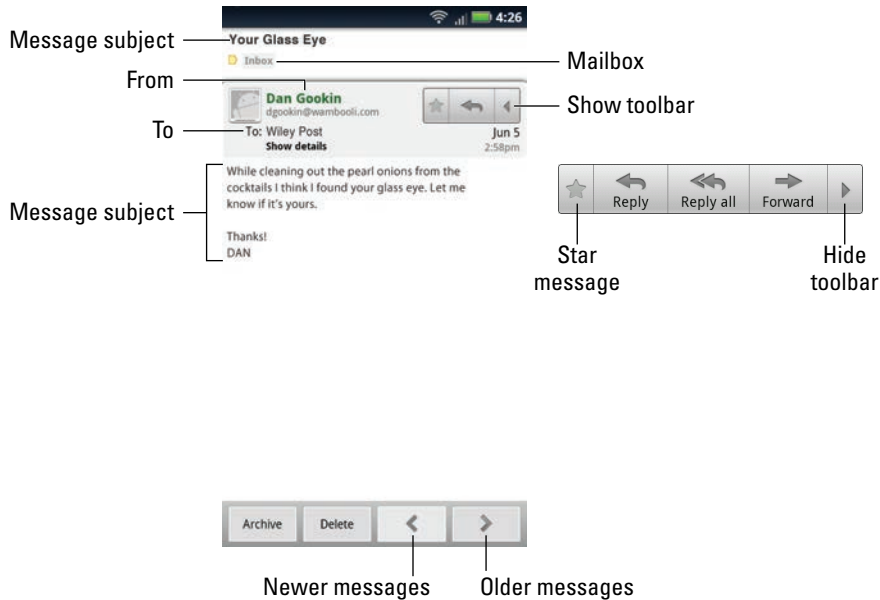 4:26
Message subject
Your Glass Eye
Inbox
Mailbox
From
Dan Gookin
dgookin@wambooli.com
Show toolbar
To
To: Wiley Post
Jun 5
Show details
2:58pm
While cleaning out the pearl onions from the
cocktails I think I found your glass eye. Let me
know if it's yours.
Message subject
Thanks!
DAN
Reply
Reply all
Forward
Star
message
Hide
toolbar
Archive
Delete
Newer messages
Older messages